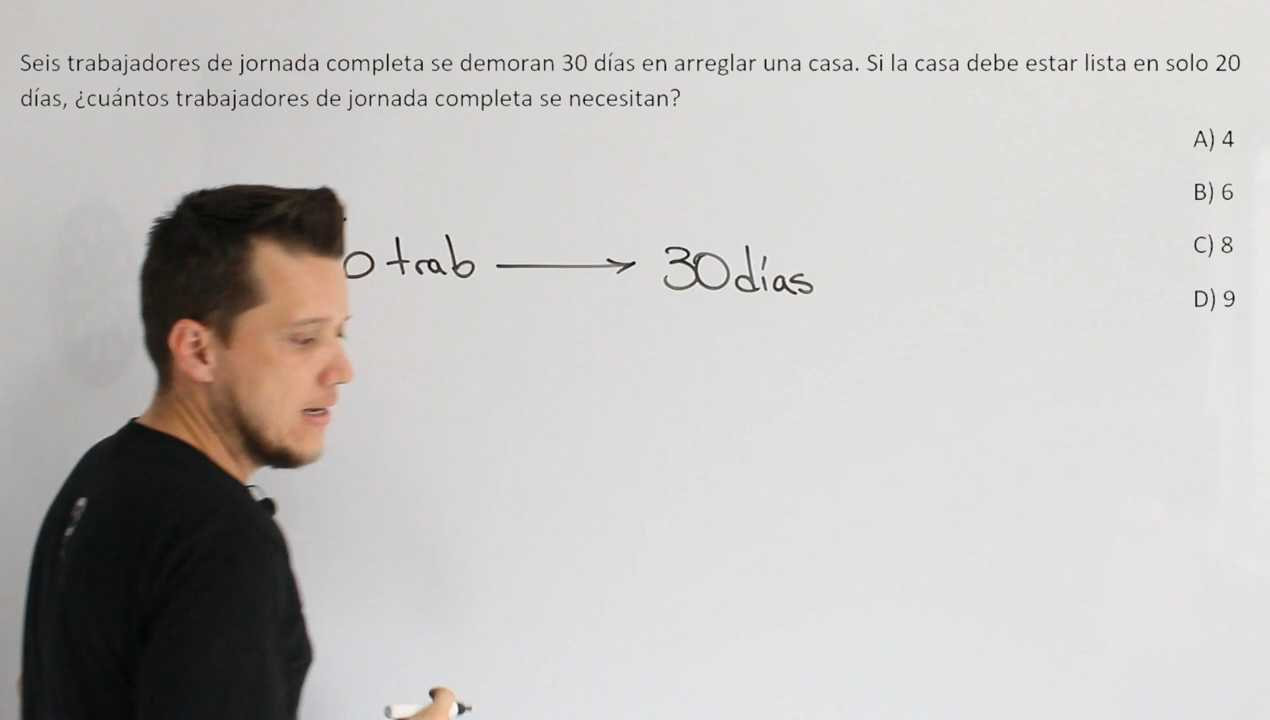 Seis trabajadores de jornada completa se demoran 30 días en arreglar una casa. Si la casa debe estar lista en solo 20
días, ¿cuántos trabajadores de jornada completa se necesitan?
A) 4
B) 6
C) 8
D) 9
trab → 30 días